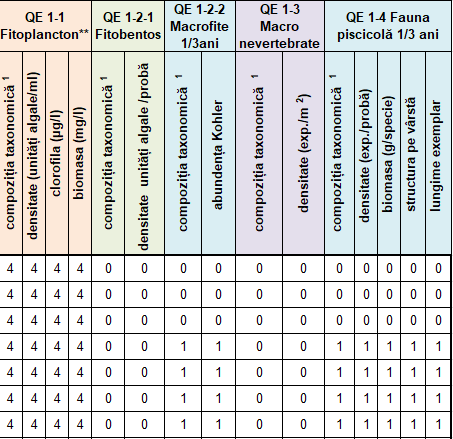 QE 1-1
Fitoplancton**
QE 1-2-1
Fitobentos
QE 1-2-2
Macrofite
1/3ani
QE 1-3
Macro
nevertebrate
QE 1-4 Fauna
piscicolă 1/3 ani
compoziția taxonomică 1
densitate (unități algale/ml)
clorofila (µg/l)
biomasa (mg/l)
compoziția taxonomică 1
densitate unități algale /probă
compoziția taxonomică 1
abundența Kohler
compoziția taxonomică 1
densitate (exp./m 2)
compoziția taxonomică 1
densitate (exp./probă)
biomasa (g/specie)
structura pe vârstă
lungime exemplar
4 4 4 4 0 0 0 0 0 0 0 0 0 0 0
4 4 4 4 0 0 0 0 0 0 0 0 0 0 0
4 4 4 4 0 0 0 0 0 0 0 0 0 0 0
4 4 4 4 0 0 1 1 0 0 1 1 1 1 1
4 4 4 4 0 0 1 1 0 0 1 1 1 1 1
4 4 4 4 0 0 1 1 0 0 1 1 1 1 1
4 4 4 4 0 0 1 1 0 0 1 1 1 1 1